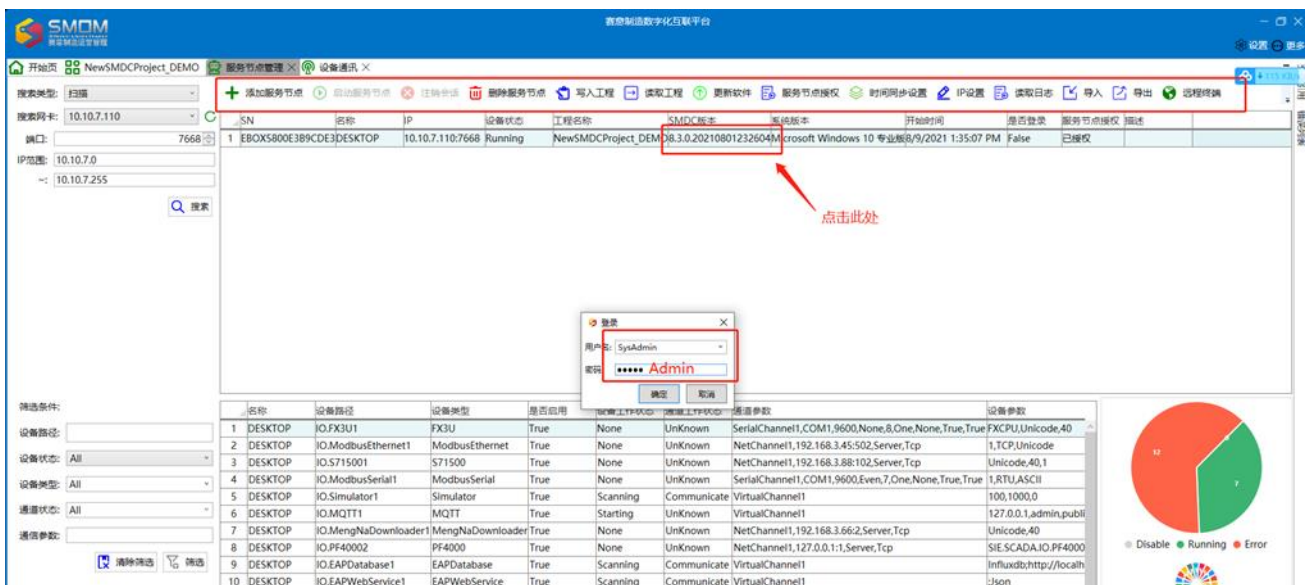 SMOM
赛意制造运营管理
赛意制造数字化互联平台
设置 更多
开始页 NewSMDCProject_DEMO 服务节点管理 设备通讯
搜索类型: 扫描
添加服务节点 启动服务节点 注销会话 删除服务节点 写入工程 读取工程 更新软件 服务节点授权 时间同步设置 IP设置 读取日志 导入 导出 远程终端
搜索网卡: 10.10.7.110
端口: 7668
IP范围: 10.10.7.0
~: 10.10.7.255
搜索
SN 名称 IP 设备状态 工程名称 SMDC版本 系统版本 开始时间 是否登录 服务节点授权 描述
1 EBOX5800E3B9CDE3 DESKTOP 10.10.7.110:7668 Running NewSMDCProject_DEMO 8.3.0.20210801232604 Microsoft Windows 10 专业版 8/9/2021 1:35:07 PM False 已授权
点击此处
登录
用户名: SysAdmin
密码: ●●●●● Admin
确定 取消
筛选条件:
设备路径:
设备状态: All
设备类型: All
通道状态: All
通信参数:
清除筛选 筛选
名称 设备路径 设备类型 是否启用 设备工作状态 通道工作状态 通道参数 设备参数
1 DESKTOP IO.FX3U1 FX3U True None UnKnown SerialChannel1,COM1,9600,None,8,One,None,True,True FXCPU,Unicode,40
2 DESKTOP IO.ModbusEthernet1 ModbusEthernet True None UnKnown NetChannel1,192.168.3.45:502,Server,Tcp 1,TCP,Unicode
3 DESKTOP IO.S715001 S71500 True None UnKnown NetChannel1,192.168.3.88:102,Server,Tcp Unicode,40,1
4 DESKTOP IO.ModbusSerial1 ModbusSerial True None UnKnown SerialChannel1,COM1,9600,Even,7,One,None,True,True 1,RTU,ASCII
5 DESKTOP IO.Simulator1 Simulator True Scanning Communicate VirtualChannel1 100,1000,0
6 DESKTOP IO.MQTT1 MQTT True Starting UnKnown VirtualChannel1 127.0.0.1,admin,publi
7 DESKTOP IO.MengNaDownloader1 MengNaDownloader True None UnKnown NetChannel1,192.168.3.66:2,Server,Tcp Unicode,40
8 DESKTOP IO.PF40002 PF4000 True None UnKnown NetChannel1,127.0.0.1:1,Server,Tcp SIE.SCADA.IO.PF4000
9 DESKTOP IO.EAPDatabase1 EAPDatabase True Scanning Communicate VirtualChannel1 Influxdb;http://localh
10 DESKTOP IO.EAPWebService1 EAPWebService True Scanning Communicate VirtualChannel1 ;Json
12
7
Disable Running Error